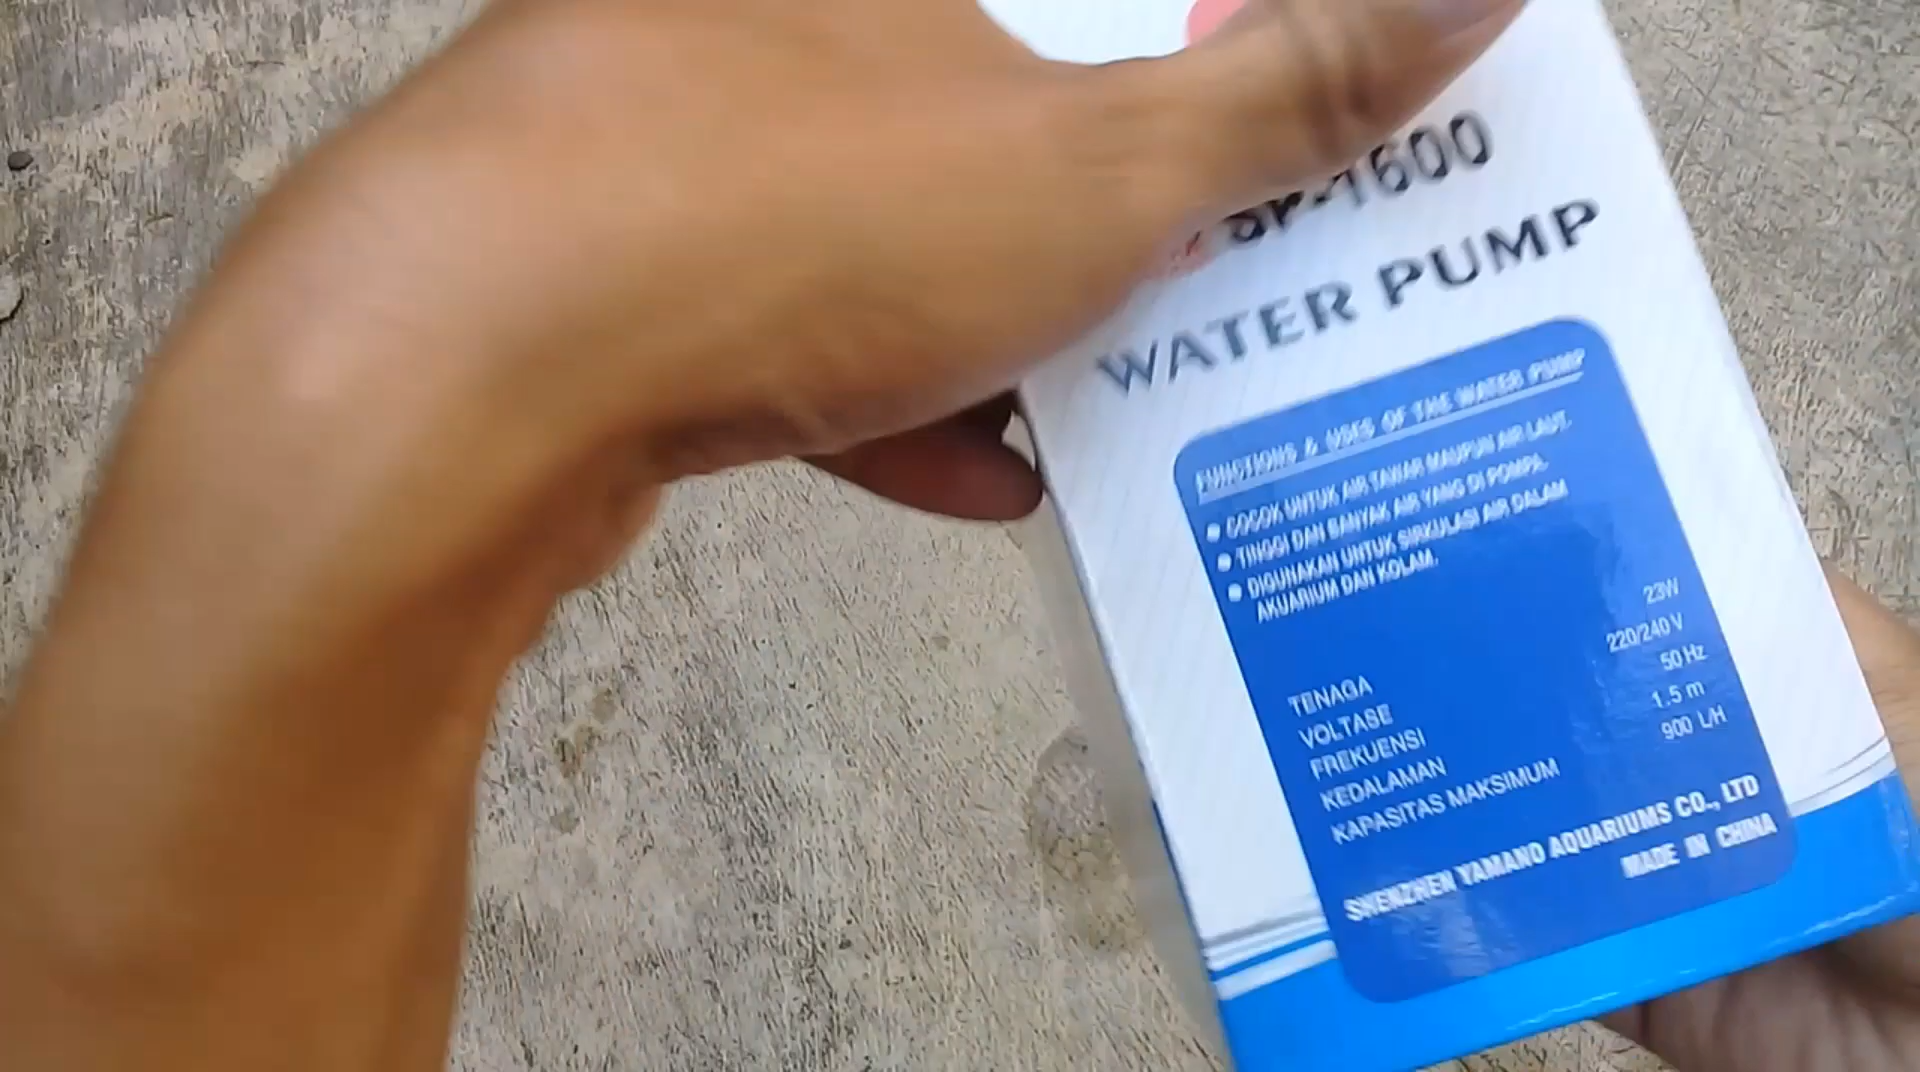 SP-1600
WATER PUMP
FUNCTIONS & USES OF THE WATER PUMP
COCOK UNTUK AIR TAWAR MAUPUN AIR LAUT.
TINGGI DAN BANYAK AIR YANG DI POMPA.
DIGUNAKAN UNTUK SIRKULASI AIR DALAM
AKUARIUM DAN KOLAM.
TENAGA 23W
VOLTASE 220/240 V
FREKUENSI 50 Hz
KEDALAMAN 1.5 m
KAPASITAS MAKSIMUM 900 L/H
SHENZHEN YAMANO AQUARIUMS CO., LTD
MADE IN CHINA